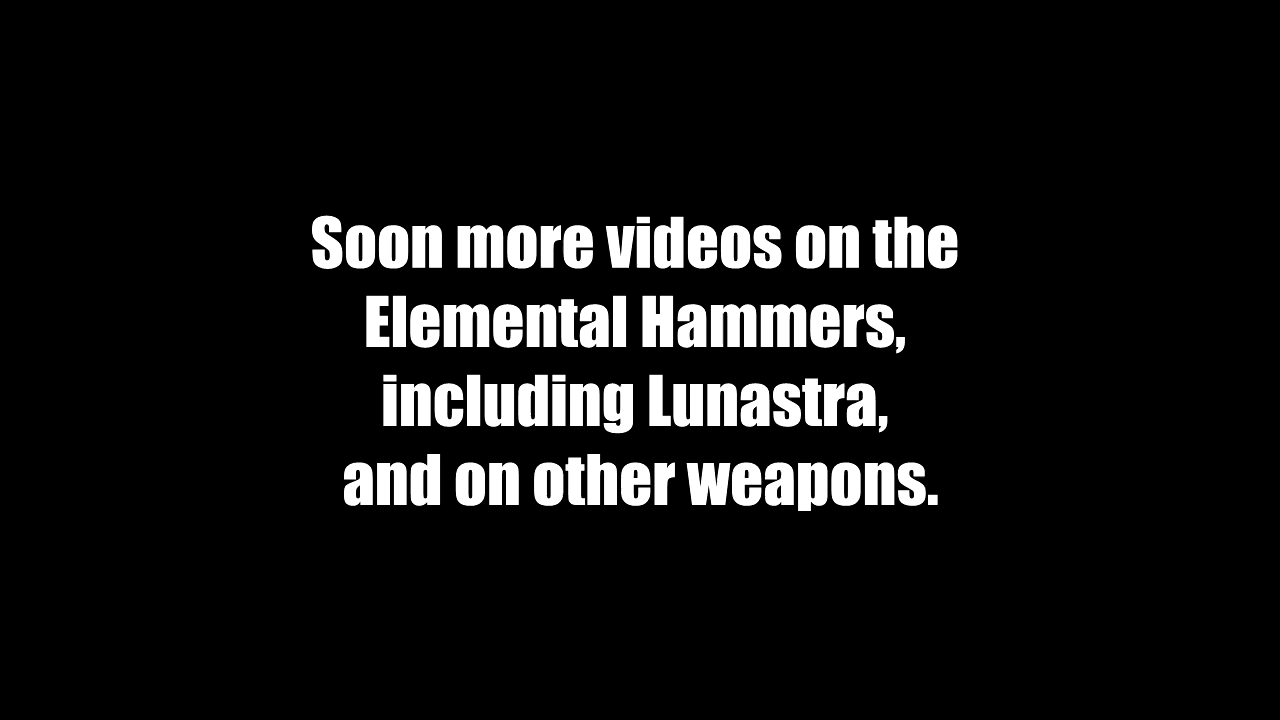 Soon more videos on the
Elemental Hammers,
including Lunastra,
and on other weapons.